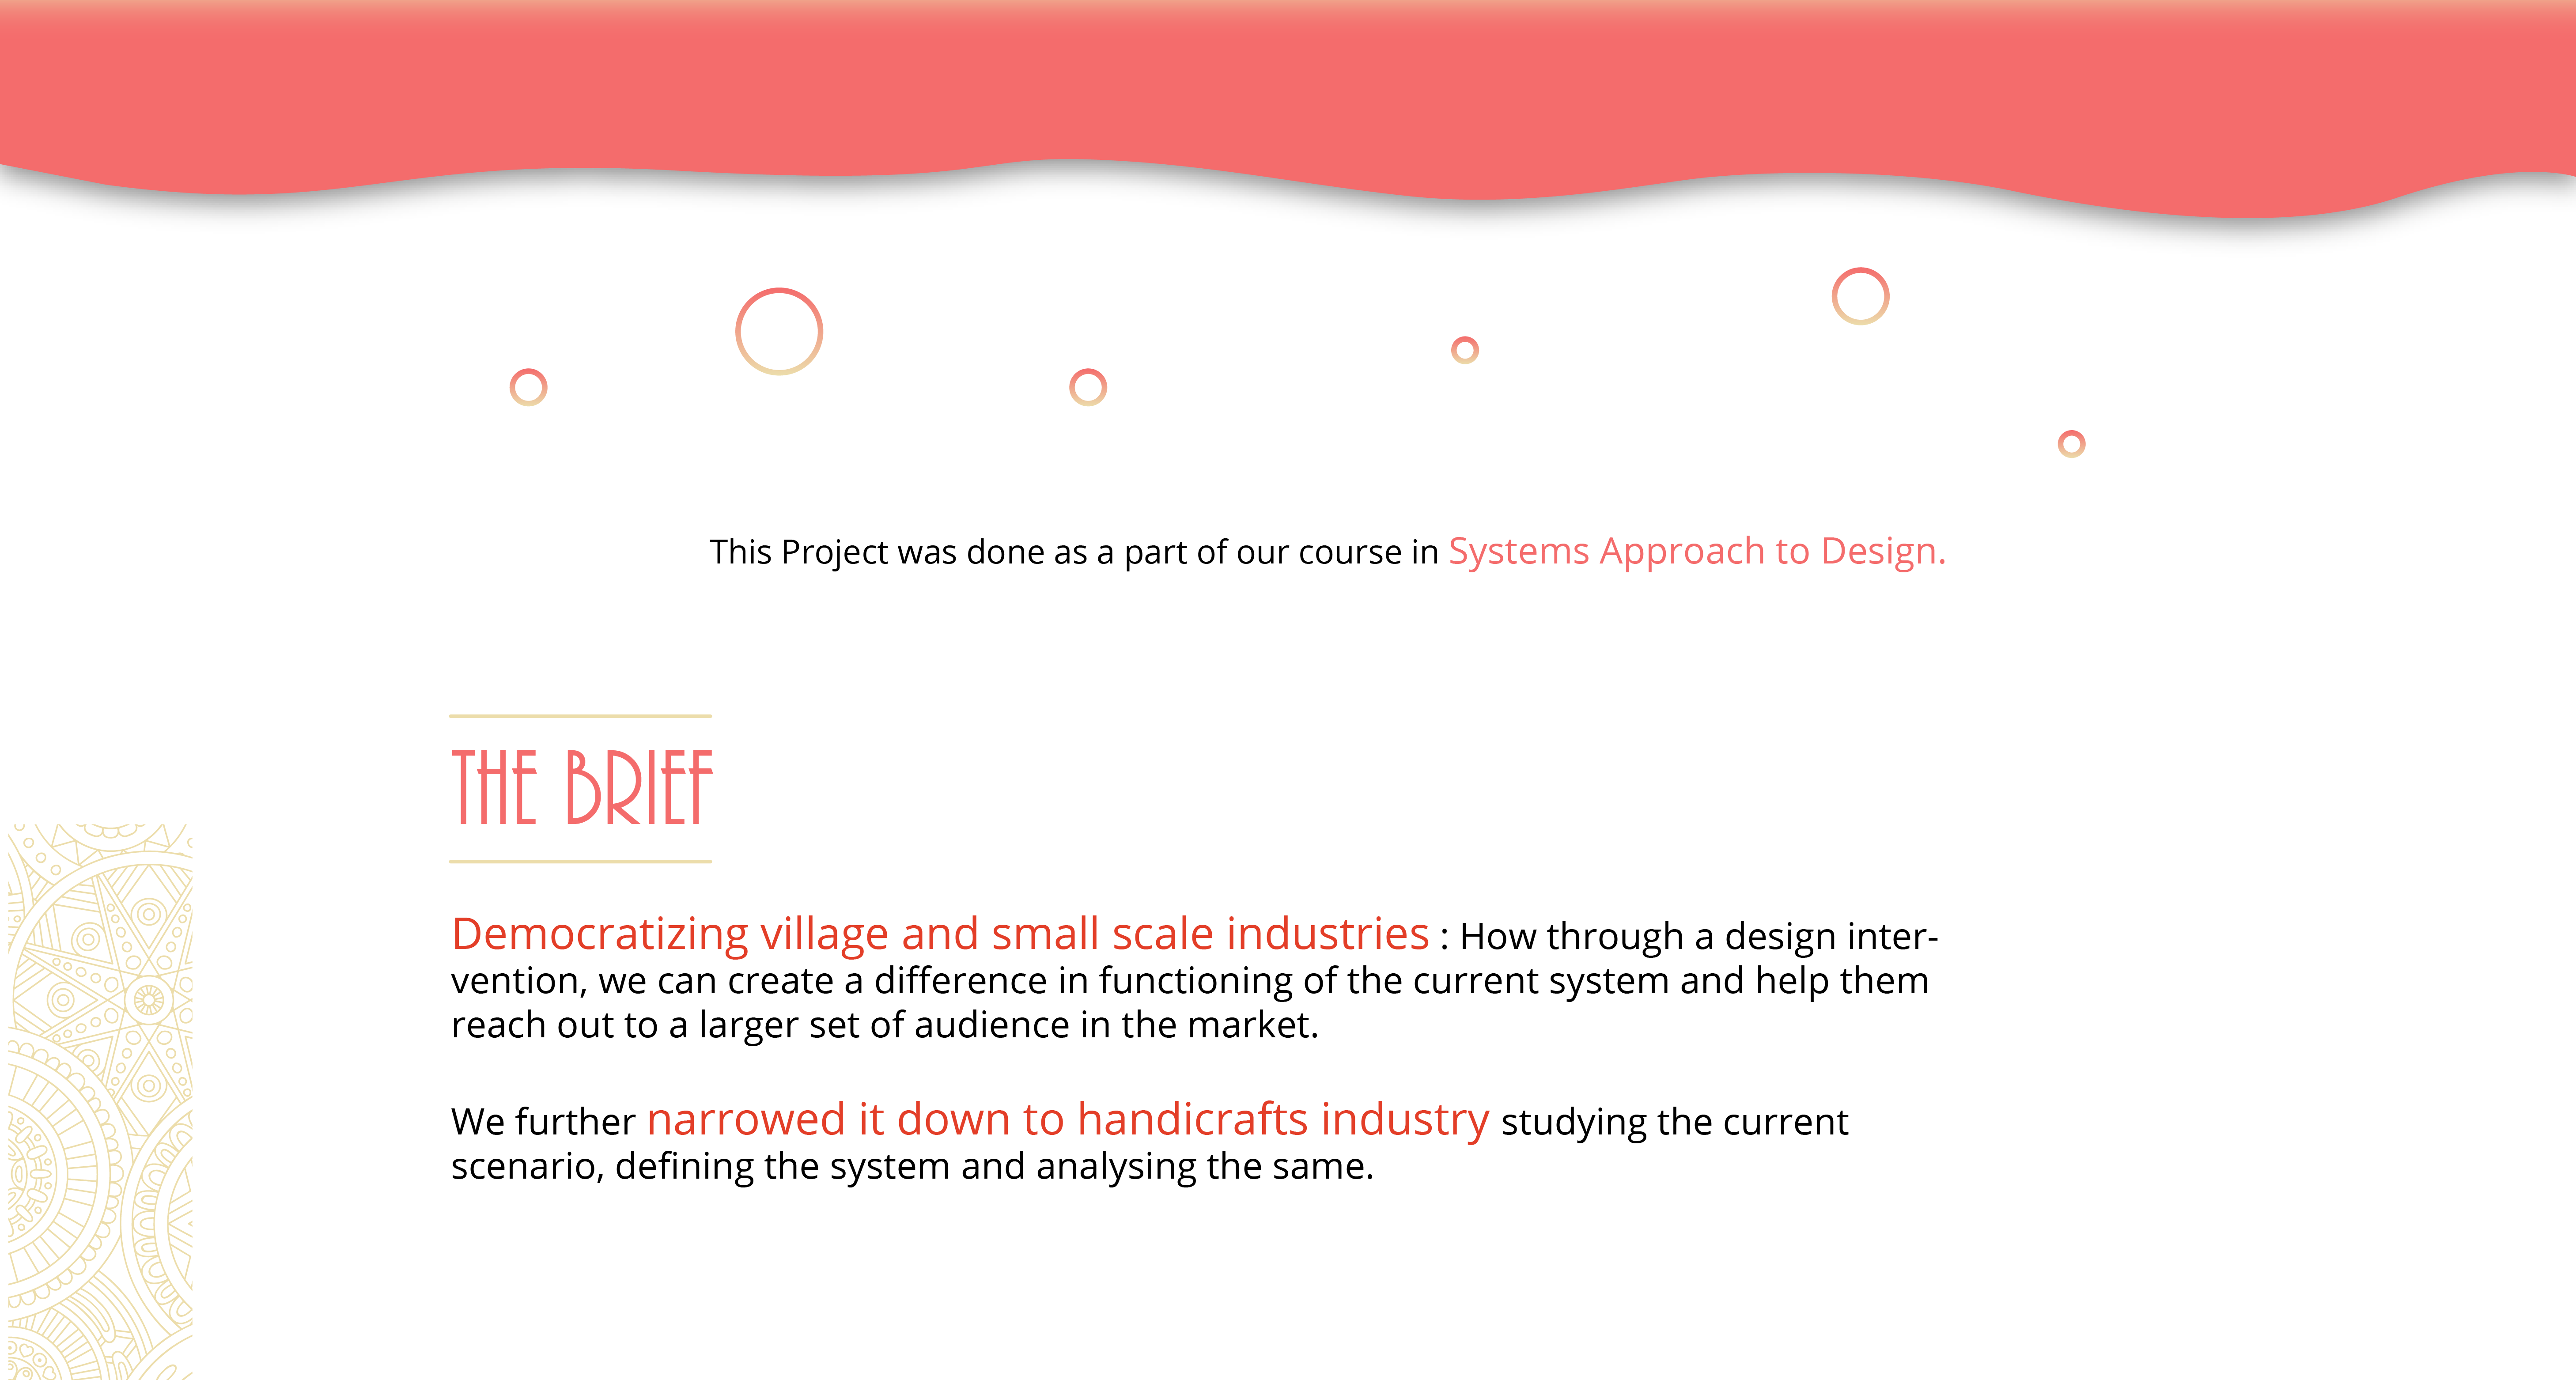 This Project was done as a part of our course in Systems Approach to Design.
THE BRIEF
Democratizing village and small scale industries : How through a design inter-
vention, we can create a difference in functioning of the current system and help them
reach out to a larger set of audience in the market.
We further narrowed it down to handicrafts industry studying the current
scenario, defining the system and analysing the same.